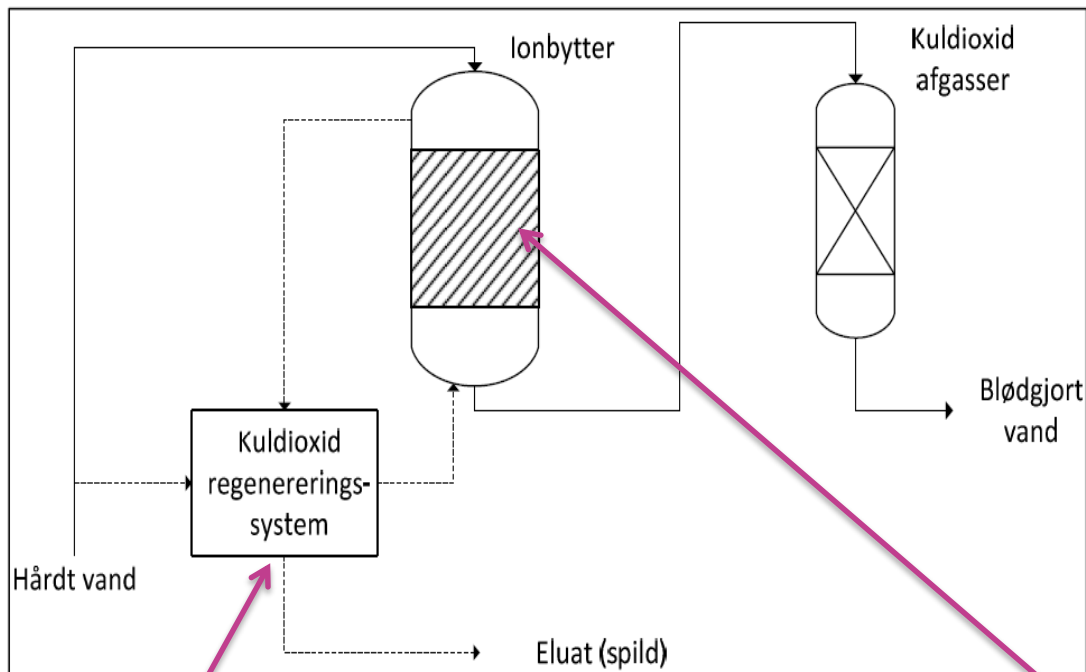 Ionbytter
Kuldioxid
afgasser
Kuldioxid
regenererings-
system
Blødgjort
vand
Hårdt vand
Eluat (spild)